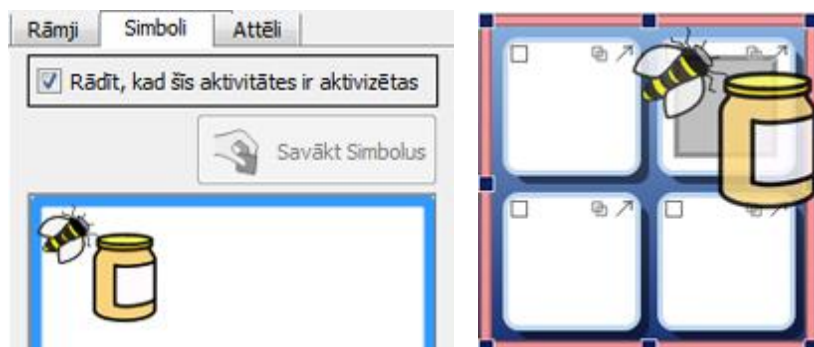 Rāmji Simboli Attēli
Rādīt, kad šīs aktivitātes ir aktivizētas
Savākt Simbolus